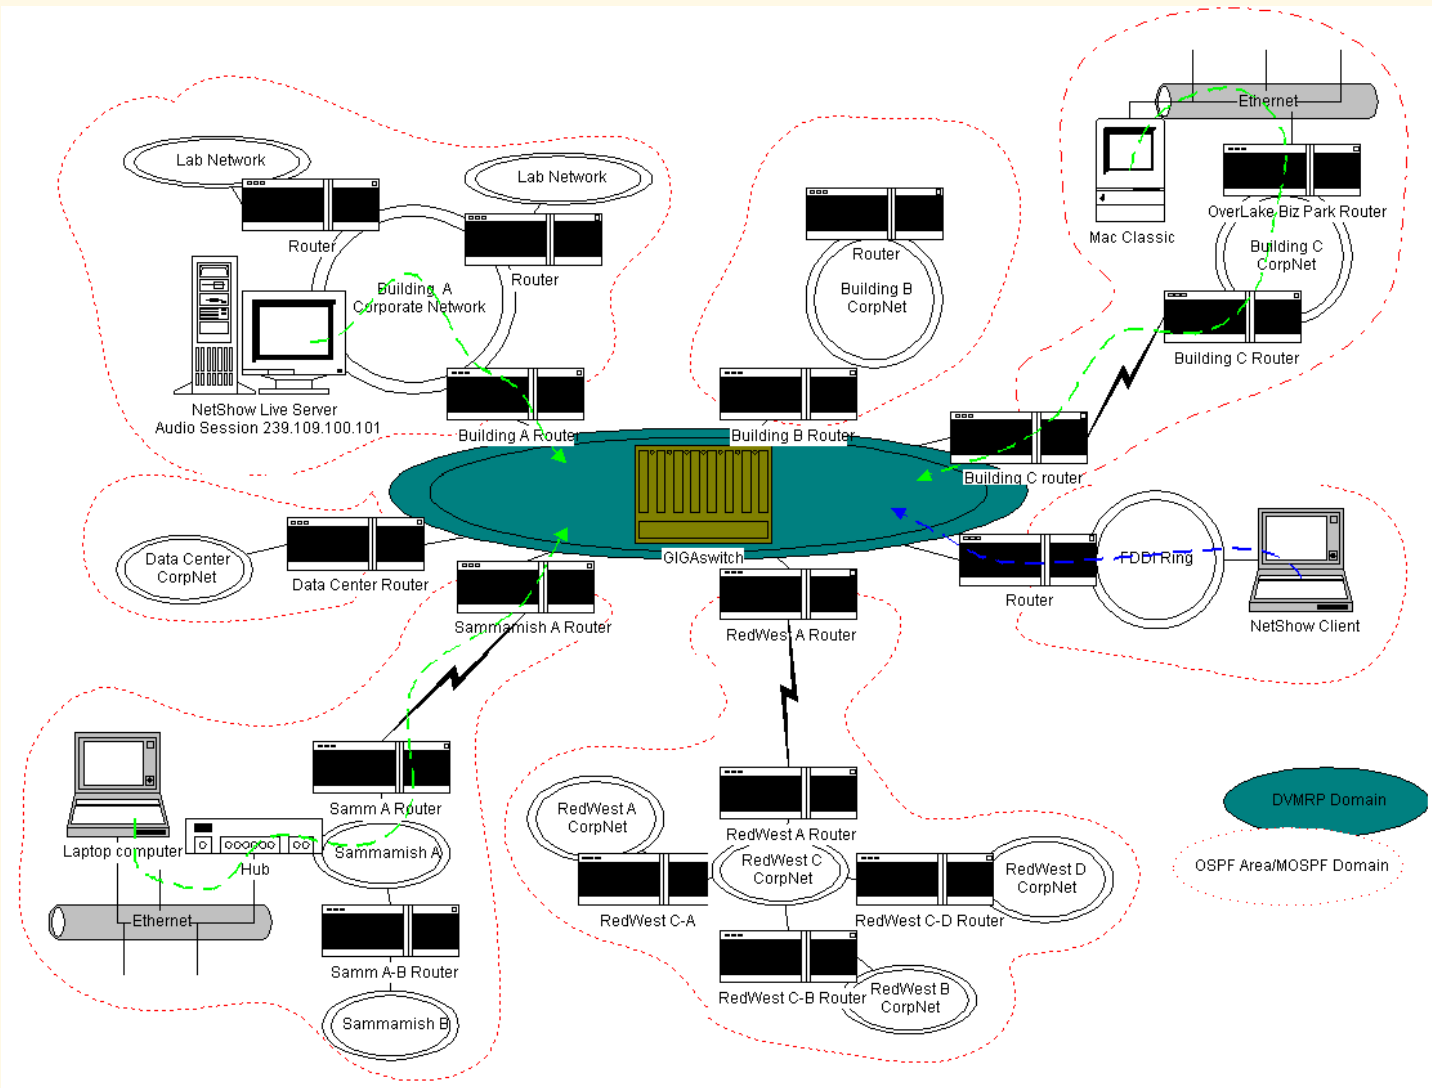 Ethernet
Lab Network
Lab Network
OverLake Biz Park Router
Mac Classic
Router
Router
Router
Building C
CorpNet
Building A
Corporate Network
Building B
CorpNet
Building C Router
NetShow Live Server
Audio Session 239.109.100.101
Building A Router
Building B Router
Building C router
GIGAswitch
Data Center
CorpNet
Data Center Router
FDDI Ring
Router
NetShow Client
Sammamish A Router
RedWest A Router
DVMRP Domain
OSPF Area/MOSPF Domain
Samm A Router
RedWest A
CorpNet
RedWest A Router
Laptop computer
Hub
Sammamish A
RedWest C
CorpNet
RedWest D
CorpNet
Ethernet
RedWest C-A
RedWest C-D Router
Samm A-B Router
RedWest C-B Router
RedWest B
CorpNet
Sammamish B